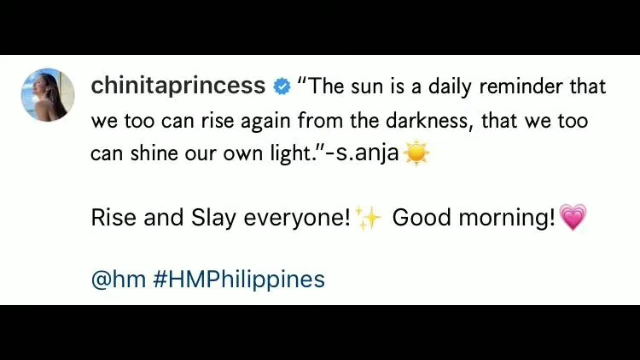 chinitaprincess “The sun is a daily reminder that
we too can rise again from the darkness, that we too
can shine our own light.”-s.anja☀️
Rise and Slay everyone!✨ Good morning!💗
@hm #HMPhilippines